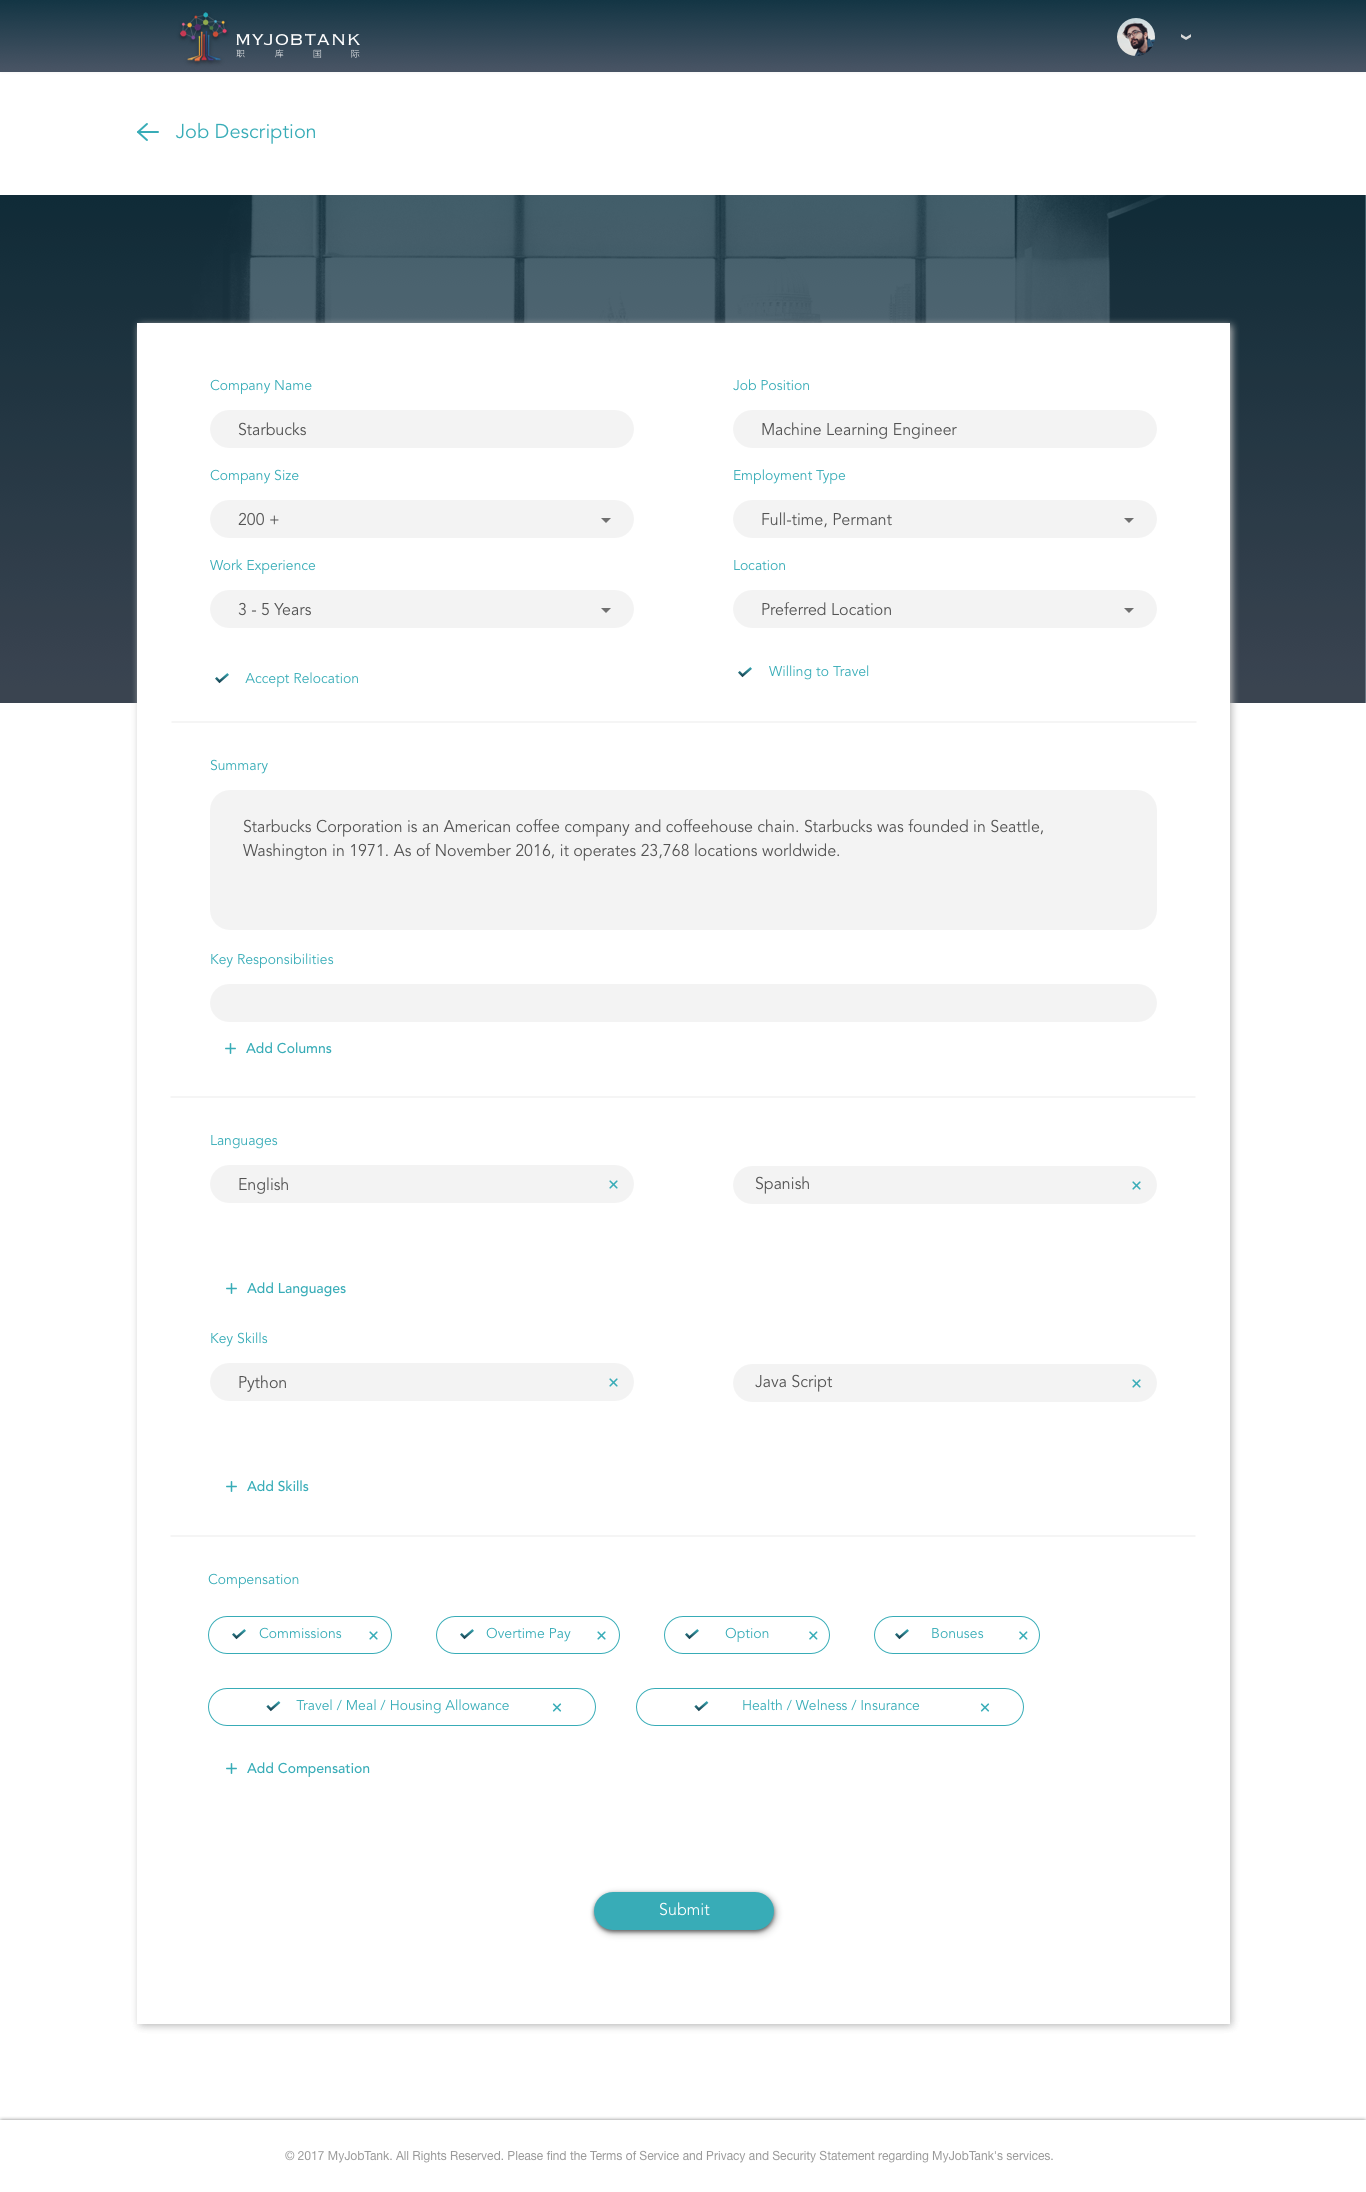 MYJOBTANK
职 库 国 际
Job Description
Company Name
Job Position
Starbucks
Machine Learning Engineer
Company Size
Employment Type
200 +
Full-time, Permant
Work Experience
Location
3 - 5 Years
Preferred Location
Accept Relocation
Willing to Travel
Summary
Starbucks Corporation is an American coffee company and coffeehouse chain. Starbucks was founded in Seattle,
Washington in 1971. As of November 2016, it operates 23,768 locations worldwide.
Key Responsibilities
+ Add Columns
Languages
English
Spanish
+ Add Languages
Key Skills
Python
Java Script
+ Add Skills
Compensation
Commissions
Overtime Pay
Option
Bonuses
Travel / Meal / Housing Allowance
Health / Welness / Insurance
+ Add Compensation
Submit
© 2017 MyJobTank. All Rights Reserved. Please find the Terms of Service and Privacy and Security Statement regarding MyJobTank's services.